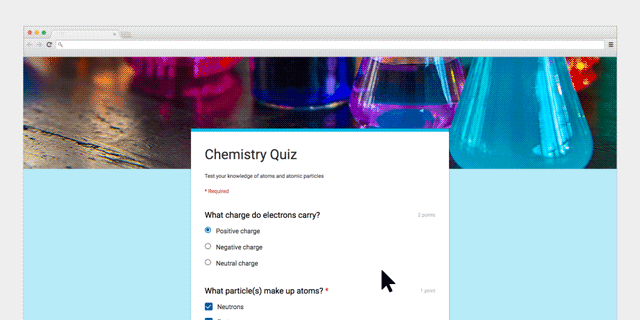 Chemistry Quiz
Test your knowledge of atoms and atomic particles
* Required
What charge do electrons carry? 2 points
Positive charge
Negative charge
Neutral charge
What particle(s) make up atoms? * 1 point
Neutrons